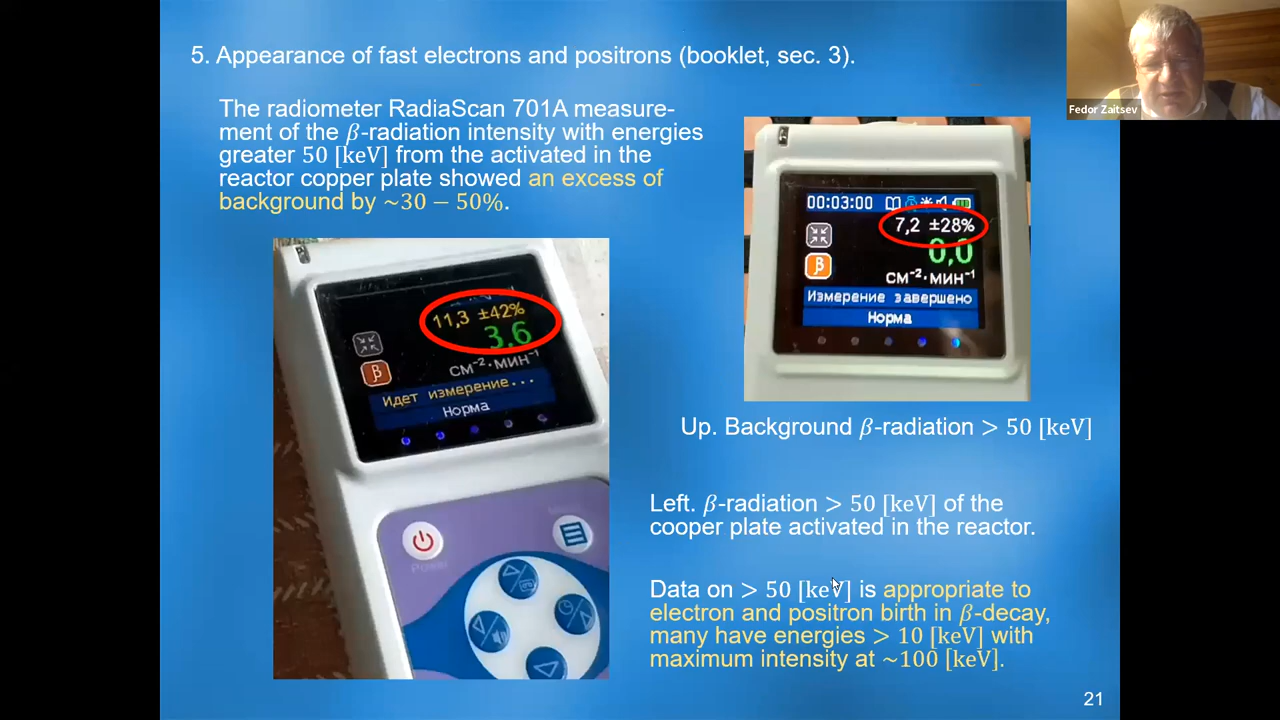 5. Appearance of fast electrons and positrons (booklet, sec. 3).
Fedor Zaitsev
The radiometer RadiaScan 701A measure-
ment of the β-radiation intensity with energies
greater 50 [keV] from the activated in the
reactor copper plate showed an excess of
background by ~30 − 50%.
00:03:00
7,2 ±28%
0,0
β
см⁻²·мин⁻¹
Измерение завершено
Норма
11,3 ±42%
3,6
β
см⁻²·мин⁻¹
Идет измерение...
Норма
Power
Up. Background β-radiation > 50 [keV]
Left. β-radiation > 50 [keV] of the
cooper plate activated in the reactor.
Data on > 50 [keV] is appropriate to
electron and positron birth in β-decay,
many have energies > 10 [keV] with
maximum intensity at ~100 [keV].
21